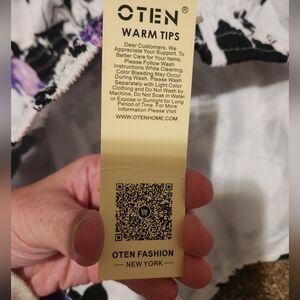 OTEN®
WARM TIPS
Dear Customers, We
Appreciate Your Support. To
Better Care for Your Items,
Please Follow Wash
Instructions While Cleaning.
Color Bleeding May Occur
During Wash. Please Wash
Separately with Light Color
Clothing and Do Not Wash by
Machine, Do Not Soak in Water
or Expose in Sunlight for Long
Period of Time. For More
Information Please Visit
WWW.OTENHOME.COM
OTEN FASHION
— NEW YORK —